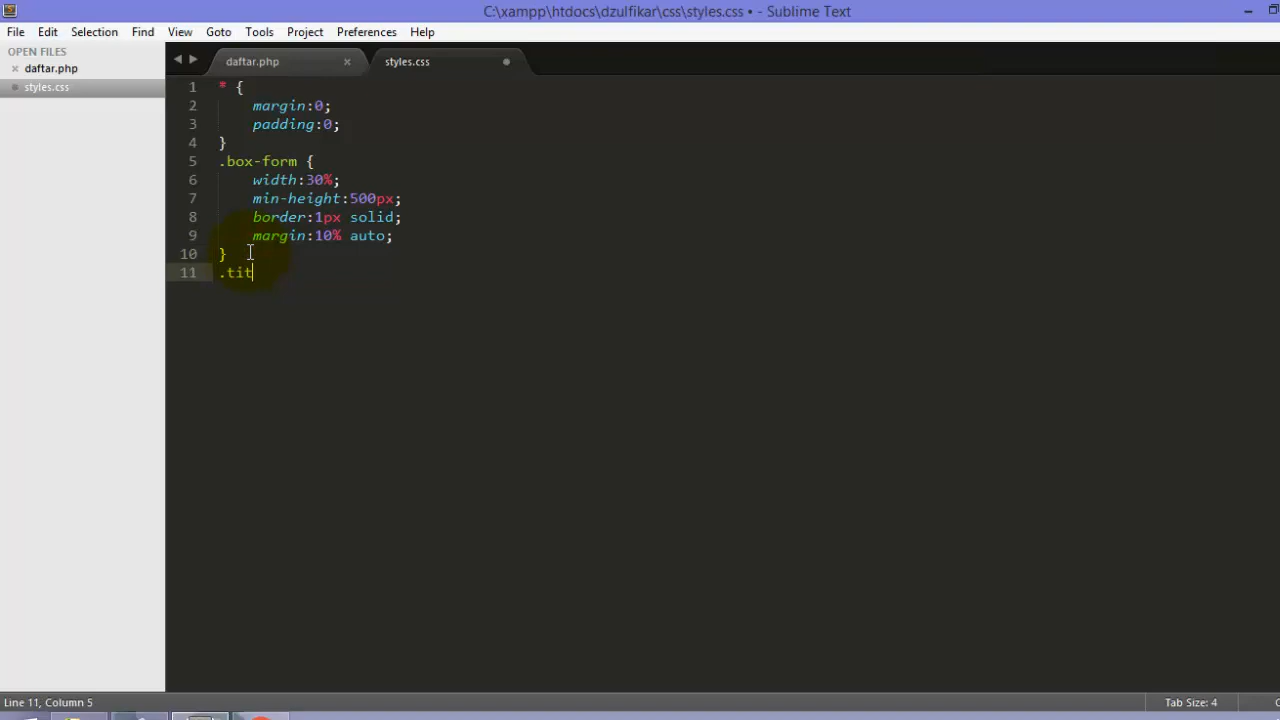 C:\xampp\htdocs\dzulfikar\css\styles.css • - Sublime Text
File Edit Selection Find View Goto Tools Project Preferences Help
OPEN FILES
daftar.php
styles.css
daftar.php
styles.css
1 * {
2 margin:0;
3 padding:0;
4 }
5 .box-form {
6 width:30%;
7 min-height:500px;
8 border:1px solid;
9 margin:10% auto;
10 }
11 .tit
Line 11, Column 5
Tab Size: 4